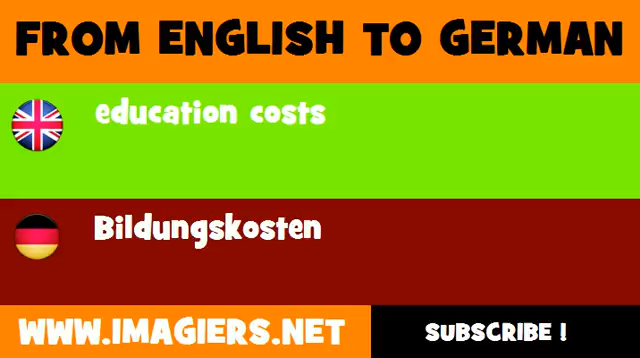 FROM ENGLISH TO GERMAN
education costs
Bildungskosten
WWW.IMAGIERS.NET
SUBSCRIBE !